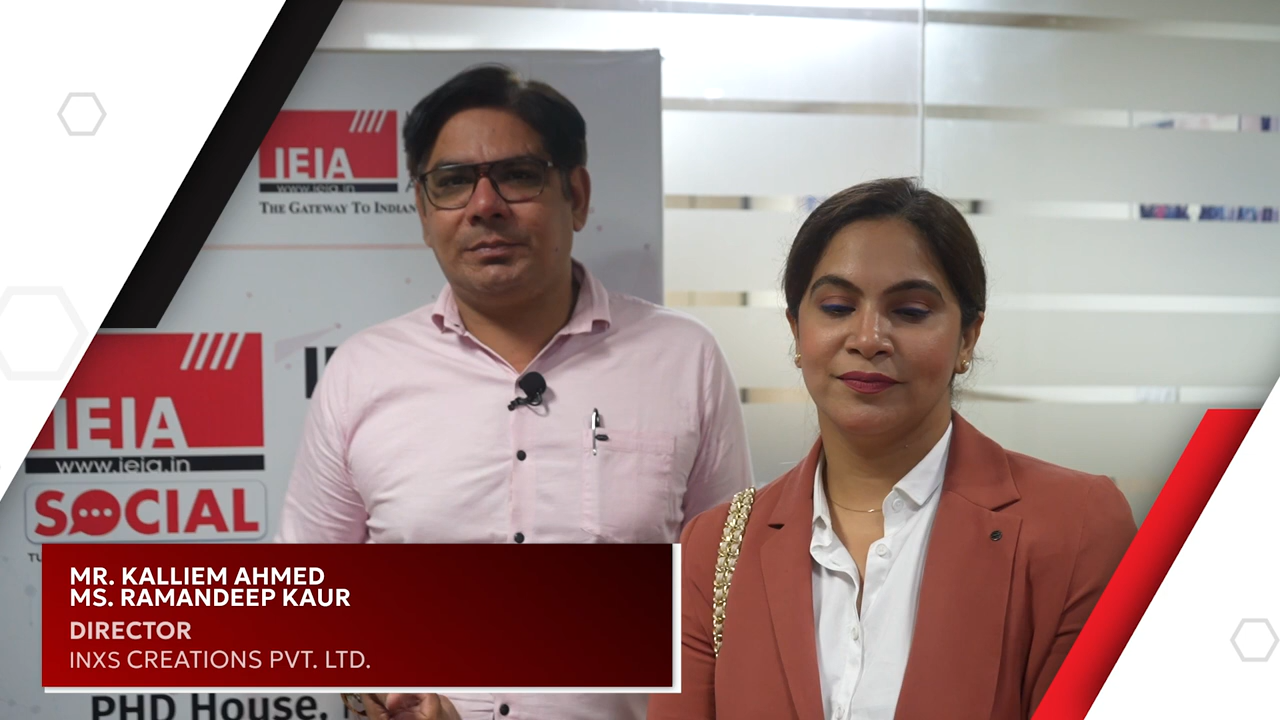 IEIA
www.ieia.in
THE GATEWAY TO INDIAN
IEIA
www.ieia.in
SOCIAL
MR. KALLIEM AHMED
MS. RAMANDEEP KAUR
DIRECTOR
INXS CREATIONS PVT. LTD.
PHD House,